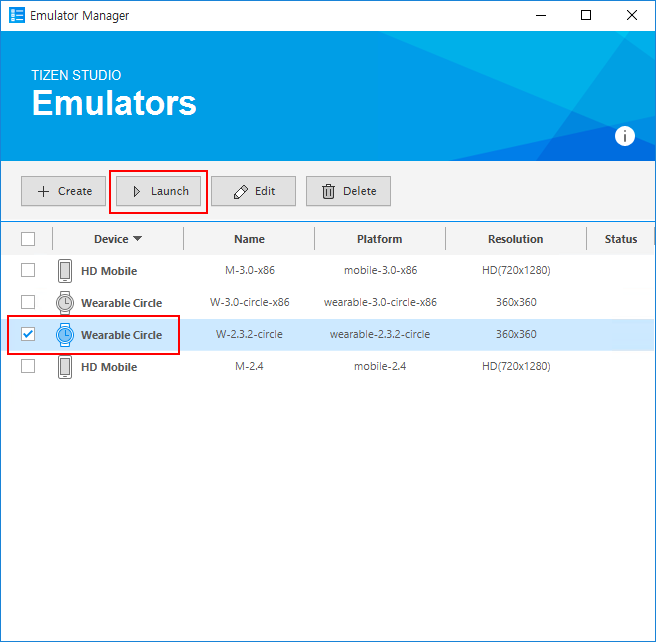 Emulator Manager
TIZEN STUDIO
Emulators
Create Launch Edit Delete
Device Name Platform Resolution Status
HD Mobile M-3.0-x86 mobile-3.0-x86 HD(720x1280)
Wearable Circle W-3.0-circle-x86 wearable-3.0-circle-x86 360x360
Wearable Circle W-2.3.2-circle wearable-2.3.2-circle 360x360
HD Mobile M-2.4 mobile-2.4 HD(720x1280)